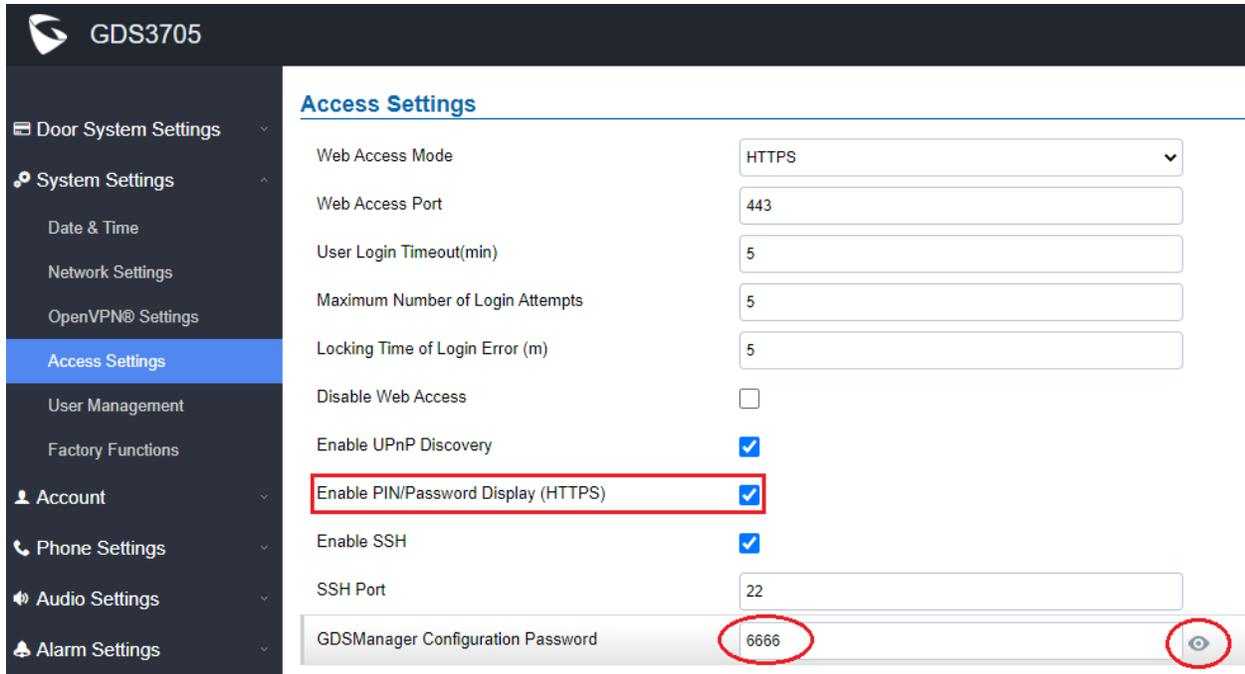 GDS3705
Door System Settings
System Settings
Date & Time
Network Settings
OpenVPN® Settings
Access Settings
User Management
Factory Functions
Account
Phone Settings
Audio Settings
Alarm Settings
Access Settings
Web Access Mode HTTPS
Web Access Port 443
User Login Timeout(min) 5
Maximum Number of Login Attempts 5
Locking Time of Login Error (m) 5
Disable Web Access
Enable UPnP Discovery
Enable PIN/Password Display (HTTPS)
Enable SSH
SSH Port 22
GDSManager Configuration Password 6666